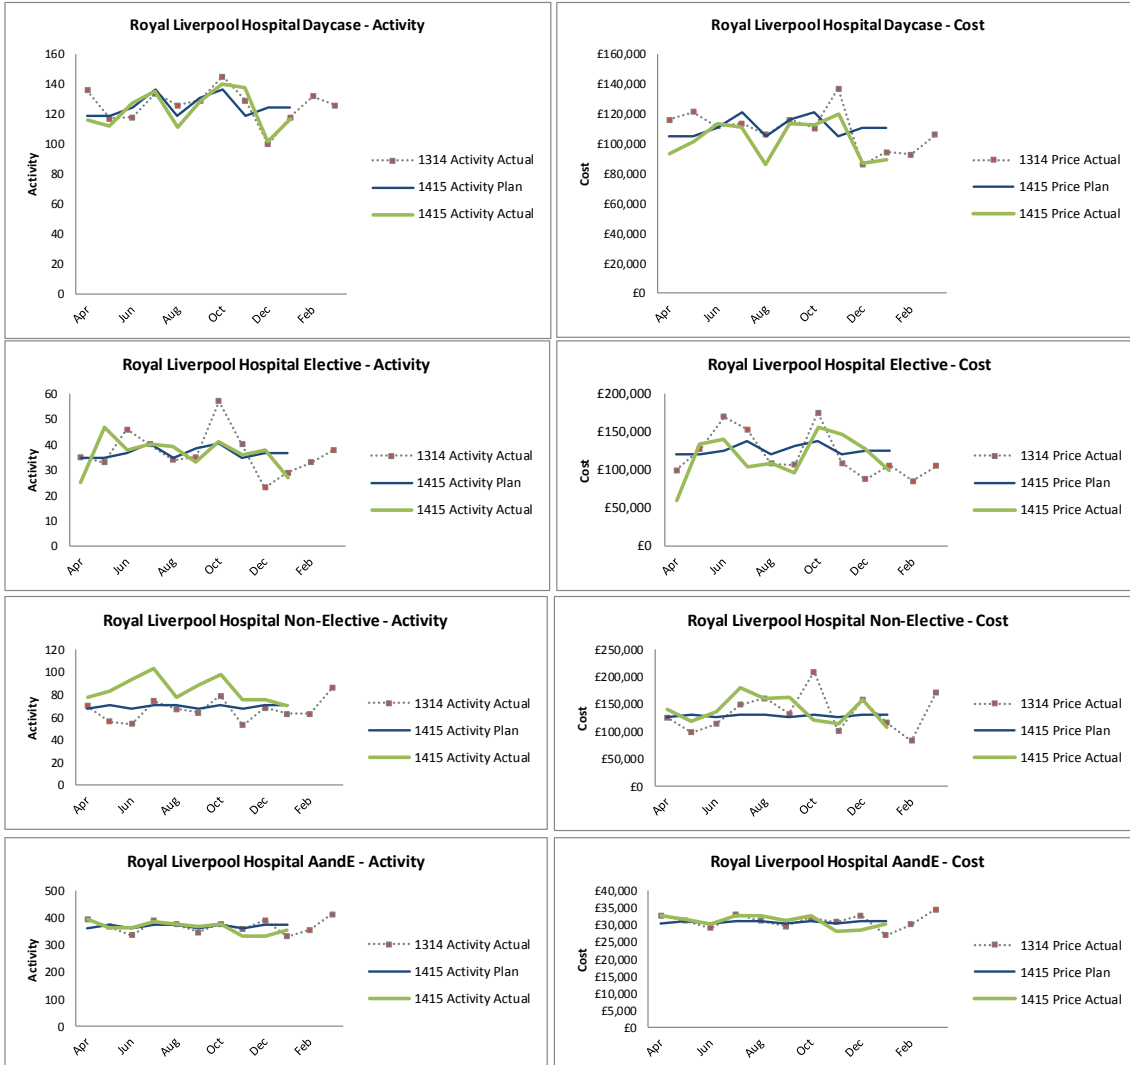 Royal Liverpool Hospital Daycase - Activity
160
140
120
100
80
60
40
20
0
Activity
Apr
Jun
Aug
Oct
Dec
Feb
1314 Activity Actual
1415 Activity Plan
1415 Activity Actual
Royal Liverpool Hospital Daycase - Cost
£160,000
£140,000
£120,000
£100,000
£80,000
£60,000
£40,000
£20,000
£0
Cost
Apr
Jun
Aug
Oct
Dec
Feb
1314 Price Actual
1415 Price Plan
1415 Price Actual
Royal Liverpool Hospital Elective - Activity
60
50
40
30
20
10
0
Activity
Apr
Jun
Aug
Oct
Dec
Feb
1314 Activity Actual
1415 Activity Plan
1415 Activity Actual
Royal Liverpool Hospital Elective - Cost
£200,000
£150,000
£100,000
£50,000
£0
Cost
Apr
Jun
Aug
Oct
Dec
Feb
1314 Price Actual
1415 Price Plan
1415 Price Actual
Royal Liverpool Hospital Non-Elective - Activity
120
100
80
60
40
20
0
Activity
Apr
Jun
Aug
Oct
Dec
Feb
1314 Activity Actual
1415 Activity Plan
1415 Activity Actual
Royal Liverpool Hospital Non-Elective - Cost
£250,000
£200,000
£150,000
£100,000
£50,000
£0
Cost
Apr
Jun
Aug
Oct
Dec
Feb
1314 Price Actual
1415 Price Plan
1415 Price Actual
Royal Liverpool Hospital AandE - Activity
500
400
300
200
100
0
Activity
Apr
Jun
Aug
Oct
Dec
Feb
1314 Activity Actual
1415 Activity Plan
1415 Activity Actual
Royal Liverpool Hospital AandE - Cost
£40,000
£35,000
£30,000
£25,000
£20,000
£15,000
£10,000
£5,000
£0
Cost
Apr
Jun
Aug
Oct
Dec
Feb
1314 Price Actual
1415 Price Plan
1415 Price Actual